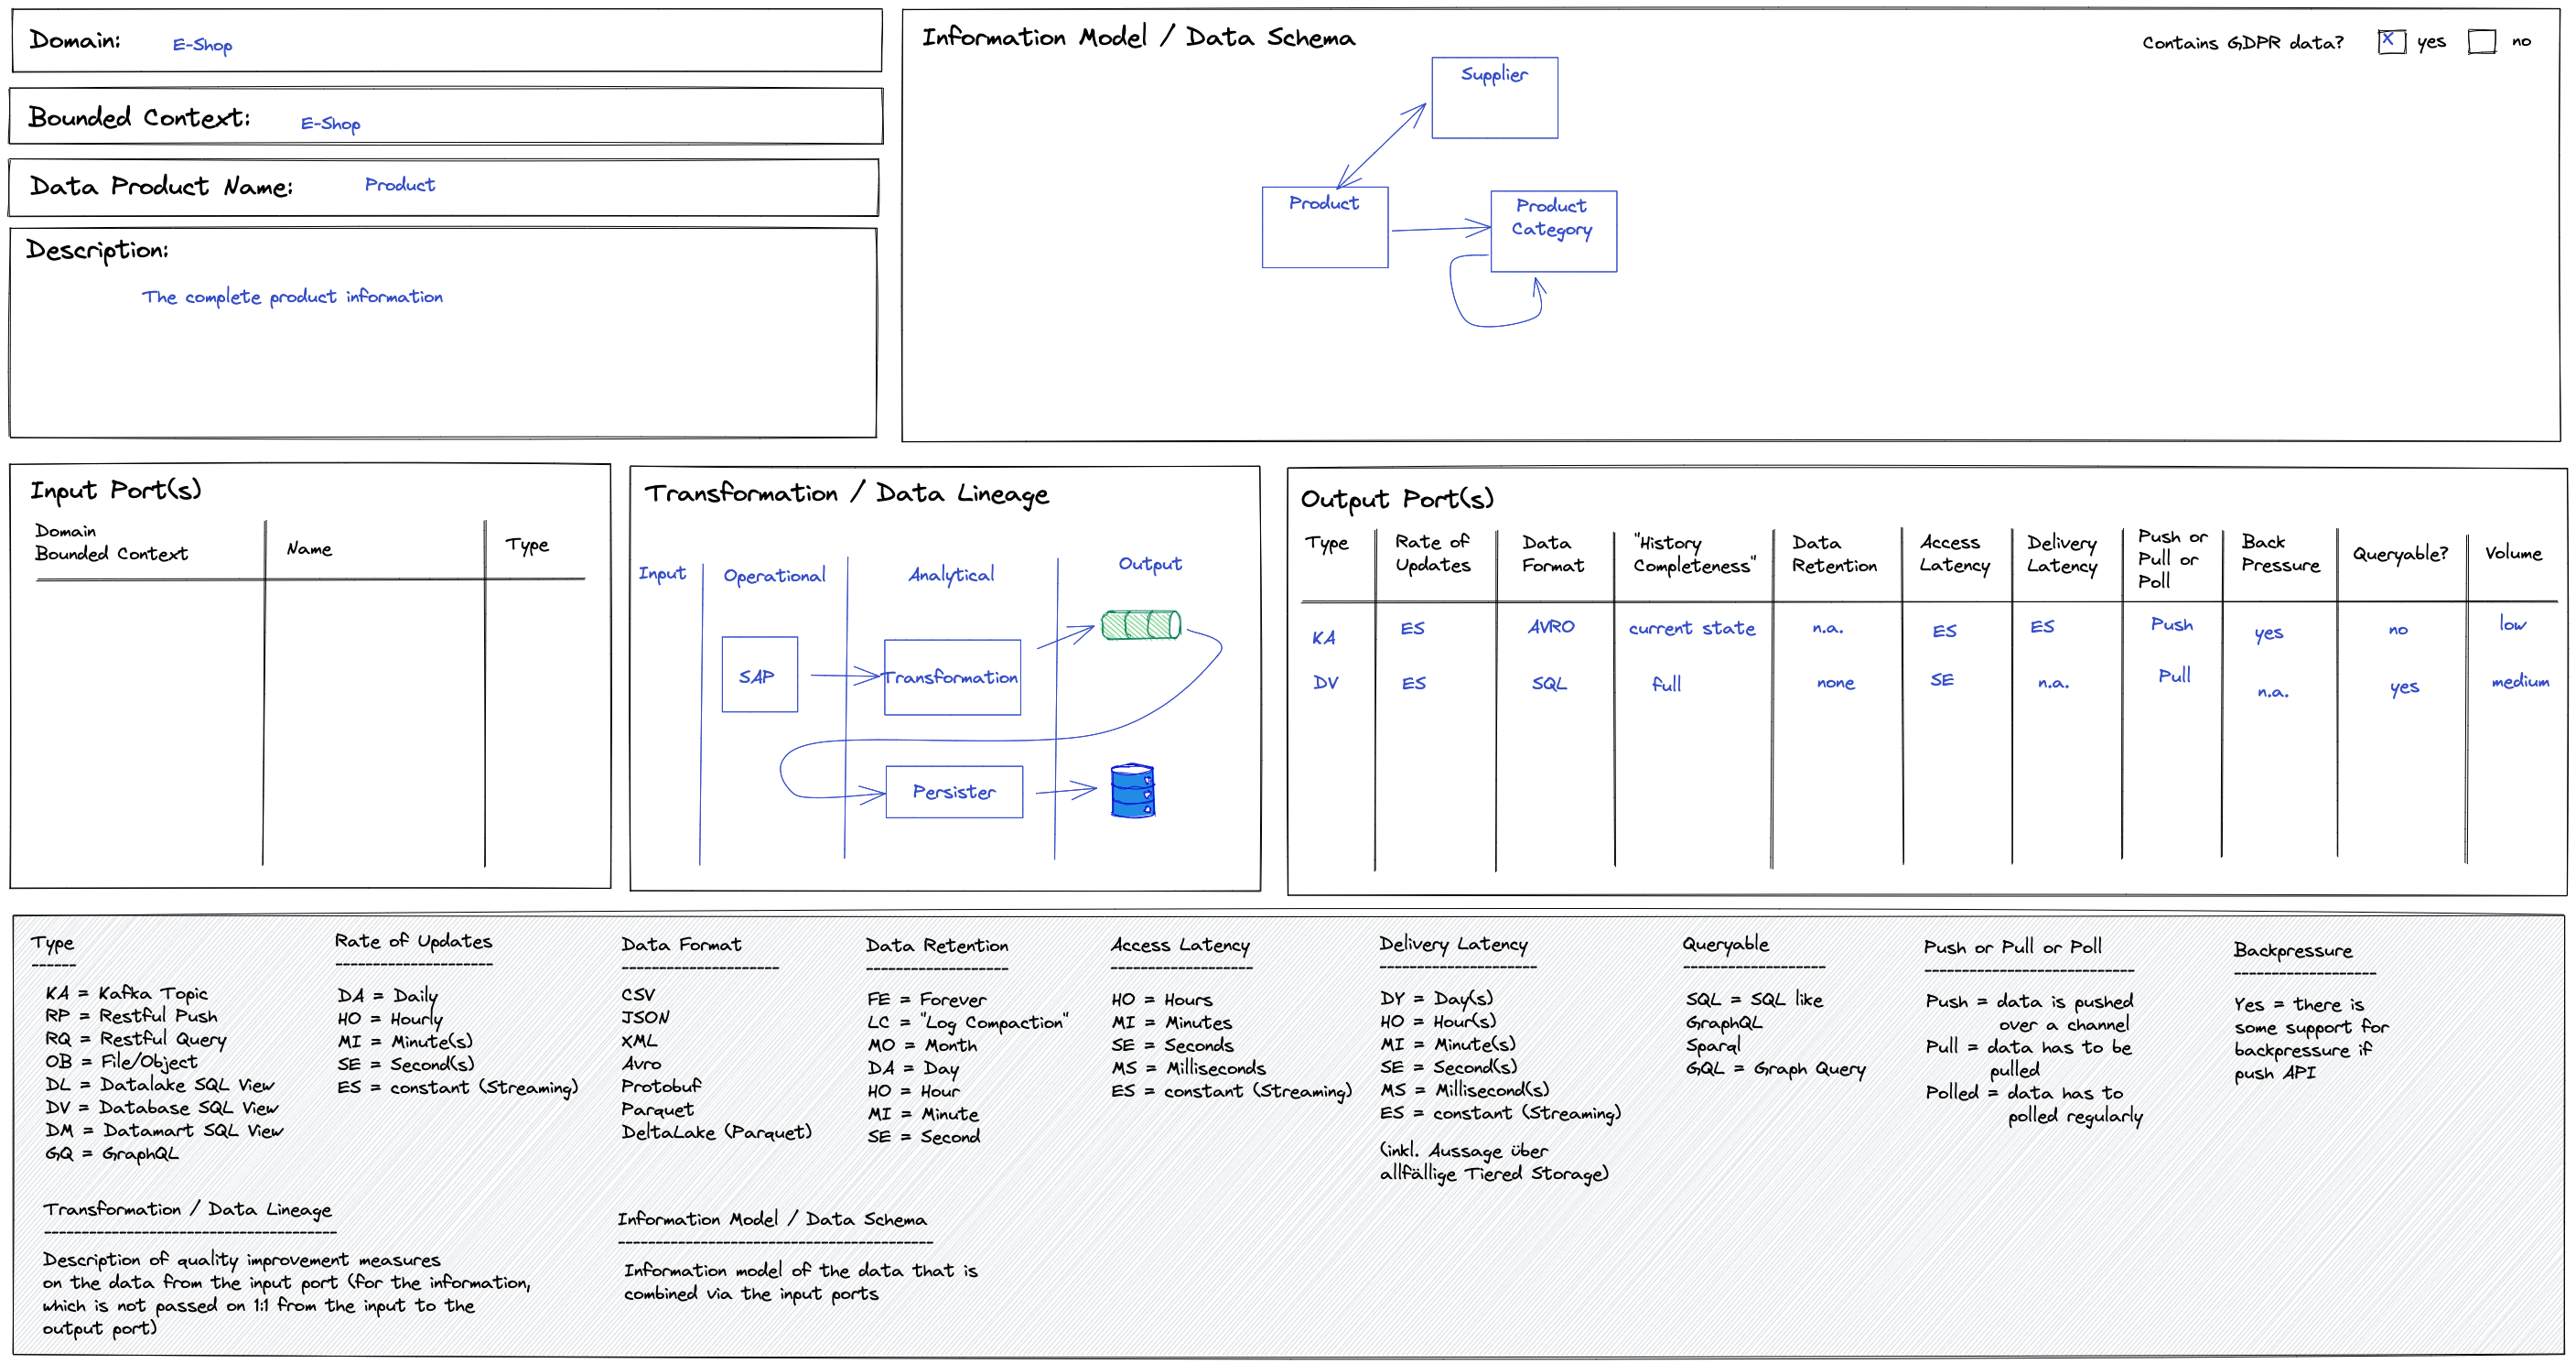 Domain: E-Shop
Bounded Context: E-Shop
Data Product Name: Product
Description:
The complete product information
Information Model / Data Schema
Contains GDPR data? x yes no
Supplier
Product
Product
Category
Input Port(s)
Domain
Bounded Context
Name
Type
Transformation / Data Lineage
Input
Operational
Analytical
Output
SAP
Transformation
Persister
Output Port(s)
Type
Rate of
Updates
Data
Format
"History
Completeness"
Data
Retention
Access
Latency
Delivery
Latency
Push or
Pull or
Poll
Back
Pressure
Queryable?
Volume
KA ES AVRO current state n.a. ES ES Push yes no low
DV ES SQL full none SE n.a. Pull n.a. yes medium
Type
------
KA = Kafka Topic
RP = Restful Push
RQ = Restful Query
OB = File/Object
DL = Datalake SQL View
DV = Database SQL View
DM = Datamart SQL View
GQ = GraphQL
Rate of Updates
---------------------
DA = Daily
HO = Hourly
MI = Minute(s)
SE = Second(s)
ES = constant (Streaming)
Data Format
---------------------
CSV
JSON
XML
Avro
Protobuf
Parquet
DeltaLake (Parquet)
Data Retention
-------------------
FE = Forever
LC = "Log Compaction"
MO = Month
DA = Day
HO = Hour
MI = Minute
SE = Second
Access Latency
-------------------
HO = Hours
MI = Minutes
SE = Seconds
MS = Milliseconds
ES = constant (Streaming)
Delivery Latency
---------------------
DY = Day(s)
HO = Hour(s)
MI = Minute(s)
SE = Second(s)
MS = Millisecond(s)
ES = constant (Streaming)
(inkl. Aussage über
allfällige Tiered Storage)
Queryable
-------------------
SQL = SQL like
GraphQL
Sparql
GQL = Graph Query
Push or Pull or Poll
----------------------------
Push = data is pushed
over a channel
Pull = data has to be
pulled
Polled = data has to
polled regularly
Backpressure
-------------------
Yes = there is
some support for
backpressure if
push API
Transformation / Data Lineage
---------------------------------------
Description of quality improvement measures
on the data from the input port (for the information,
which is not passed on 1:1 from the input to the
output port)
Information Model / Data Schema
------------------------------------------
Information model of the data that is
combined via the input ports